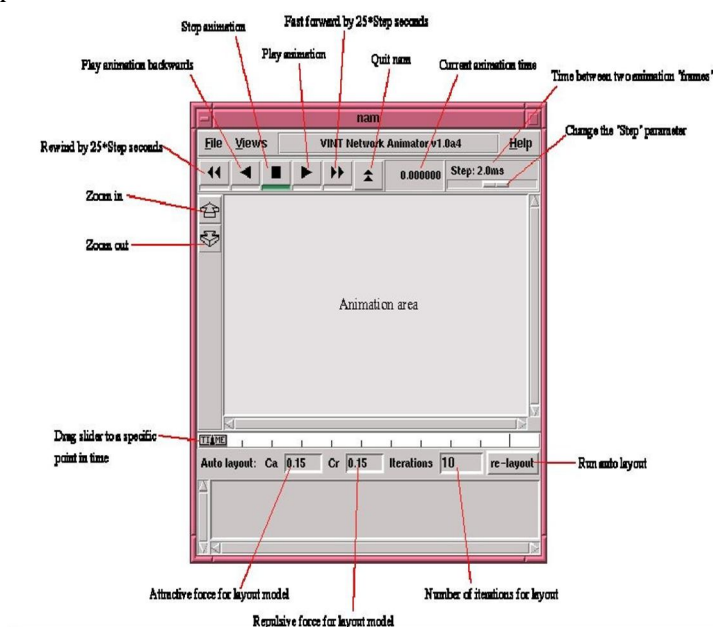 Fast forward by 25*Step seconds
Stop animation
Play animation
Quit nam
Play animation backwards
Current animation time
Time between two animation "frames"
Change the "Step" parameter
nam
File Views VINT Network Animator v1.0a4 Help
Rewind by 25*Step seconds
0.000000
Step: 2.0ms
Zoom in
Zoom out
Animation area
Drag slider to a specific
point in time
TIME
Auto layout: Ca 0.15 Cr 0.15 Iterations 10 re-layout
Run auto layout
Attractive force for layout model
Number of iterations for layout
Repulsive force for layout model